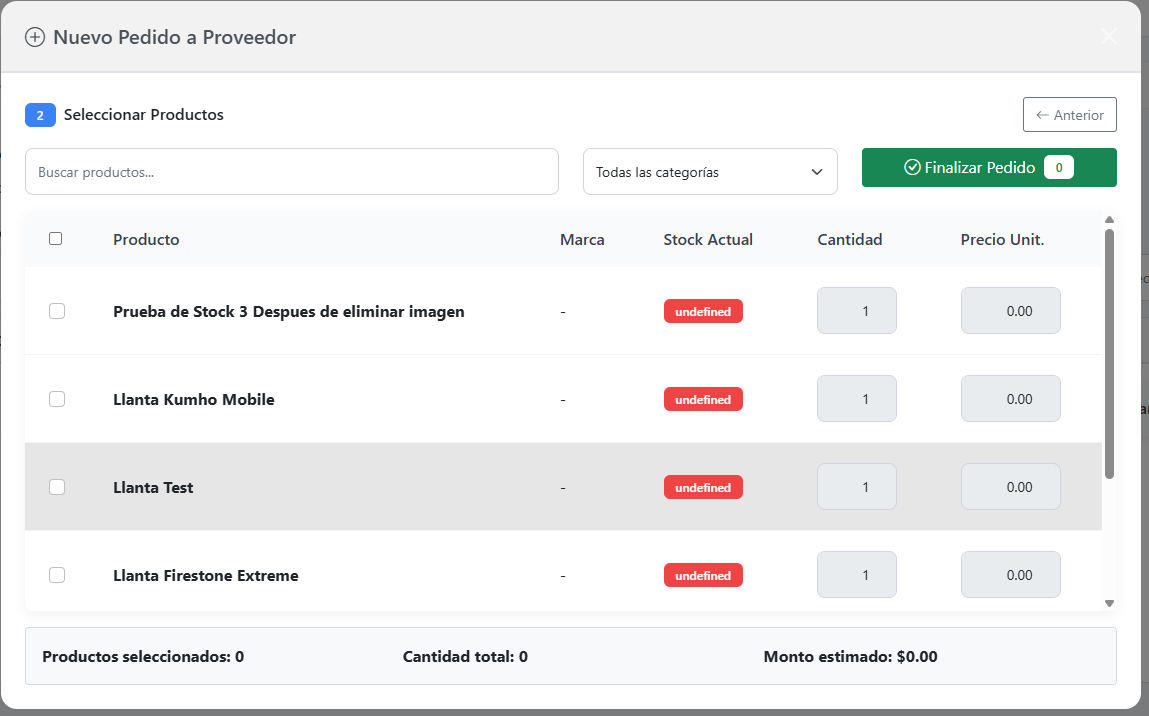 Nuevo Pedido a Proveedor
2 Seleccionar Productos
Anterior
Buscar productos...
Todas las categorías
Finalizar Pedido 0
Producto Marca Stock Actual Cantidad Precio Unit.
Prueba de Stock 3 Despues de eliminar imagen - undefined 1 0.00
Llanta Kumho Mobile - undefined 1 0.00
Llanta Test - undefined 1 0.00
Llanta Firestone Extreme - undefined 1 0.00
Productos seleccionados: 0 Cantidad total: 0 Monto estimado: $0.00